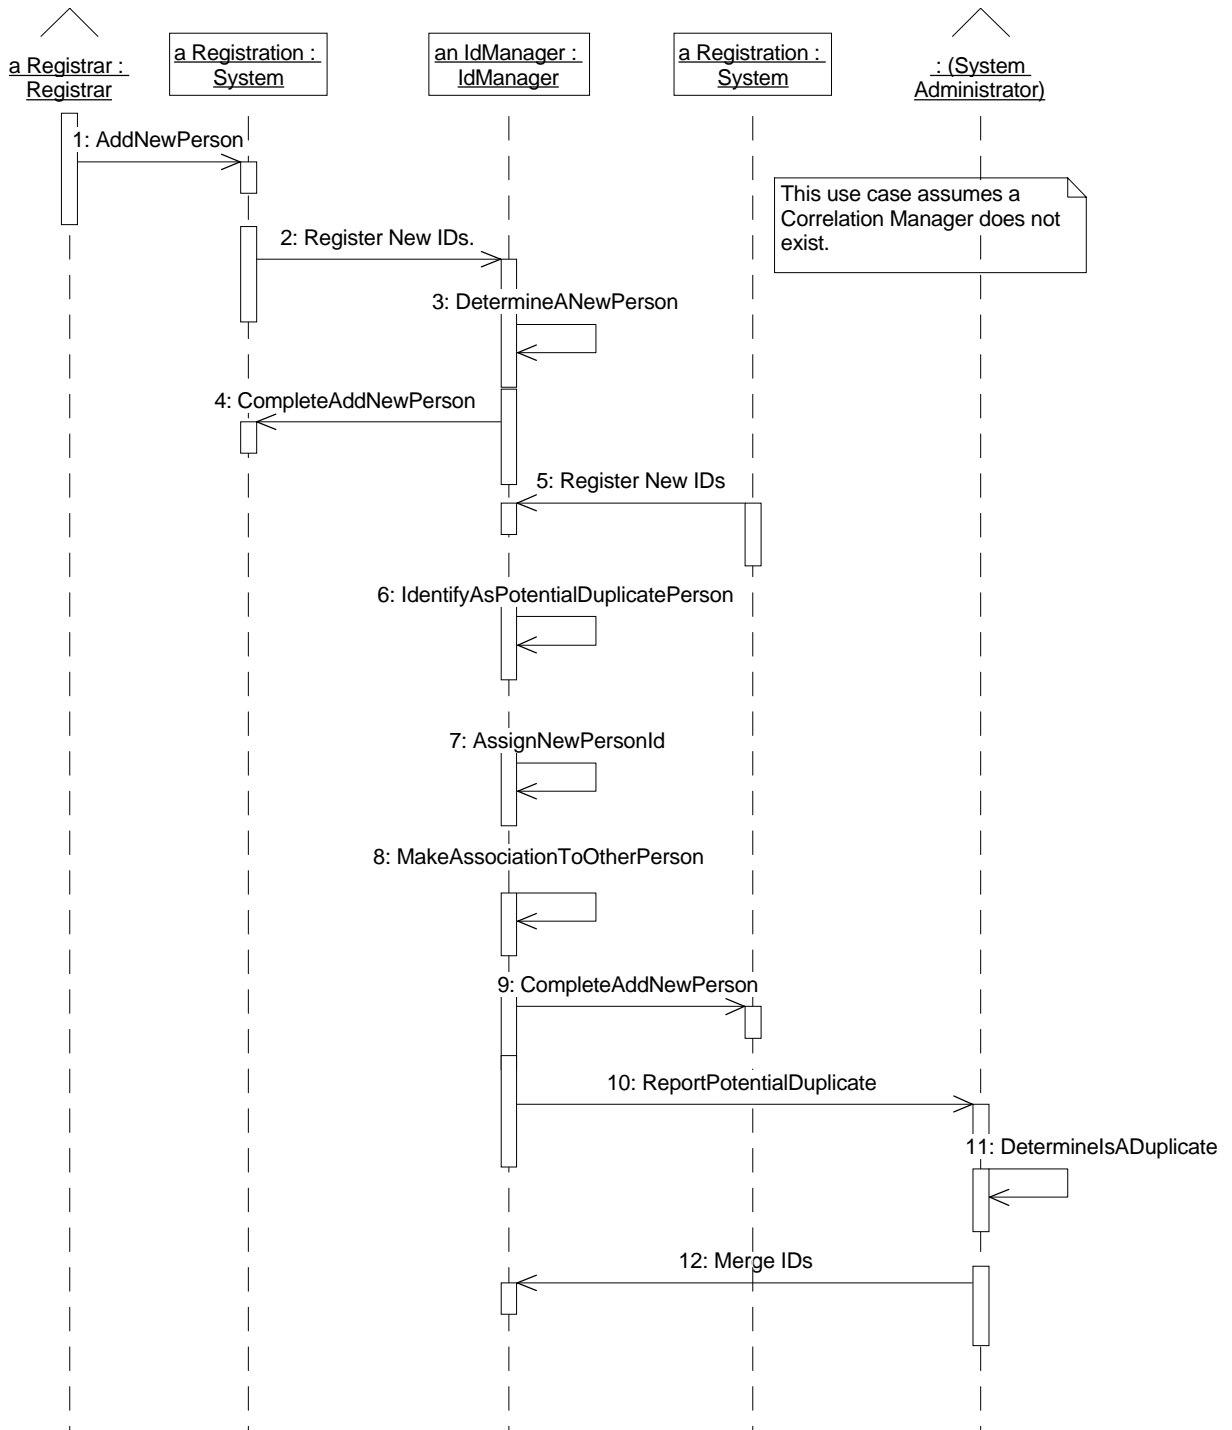 a Registrar :
Registrar
a Registration :
System
an IdManager :
IdManager
a Registration :
System
: (System
Administrator)
1: AddNewPerson
This use case assumes a
Correlation Manager does not
exist.
2: Register New IDs.
3: DetermineANewPerson
4: CompleteAddNewPerson
5: Register New IDs
6: IdentifyAsPotentialDuplicatePerson
7: AssignNewPersonId
8: MakeAssociationToOtherPerson
9: CompleteAddNewPerson
10: ReportPotentialDuplicate
11: DetermineIsADuplicate
12: Merge IDs